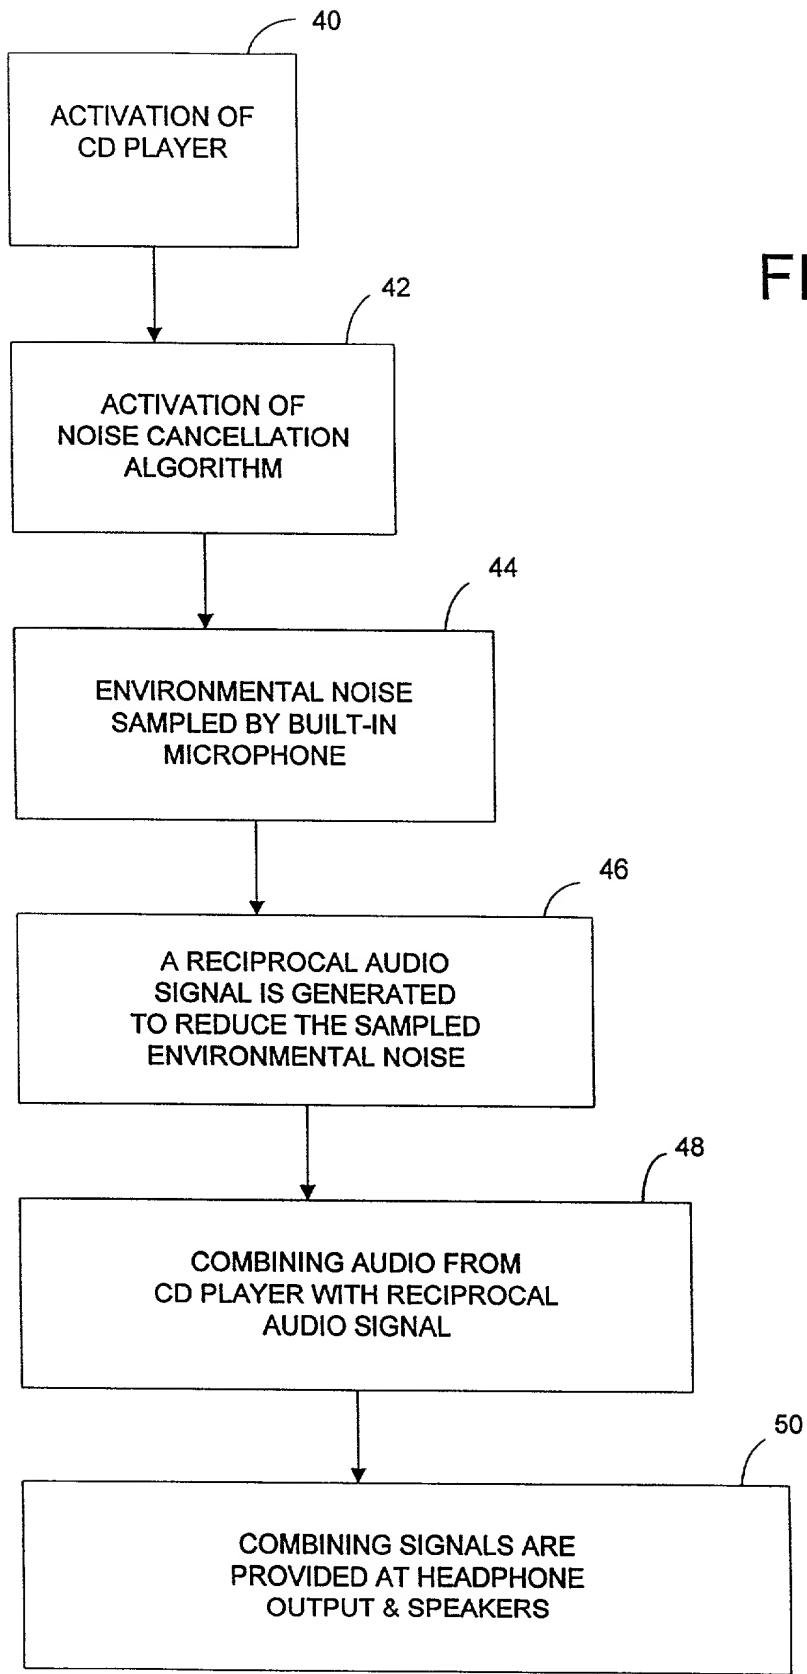 40
ACTIVATION OF
CD PLAYER
42
ACTIVATION OF
NOISE CANCELLATION
ALGORITHM
44
ENVIRONMENTAL NOISE
SAMPLED BY BUILT-IN
MICROPHONE
46
A RECIPROCAL AUDIO
SIGNAL IS GENERATED
TO REDUCE THE SAMPLED
ENVIRONMENTAL NOISE
48
COMBINING AUDIO FROM
CD PLAYER WITH RECIPROCAL
AUDIO SIGNAL
50
COMBINING SIGNALS ARE
PROVIDED AT HEADPHONE
OUTPUT & SPEAKERS